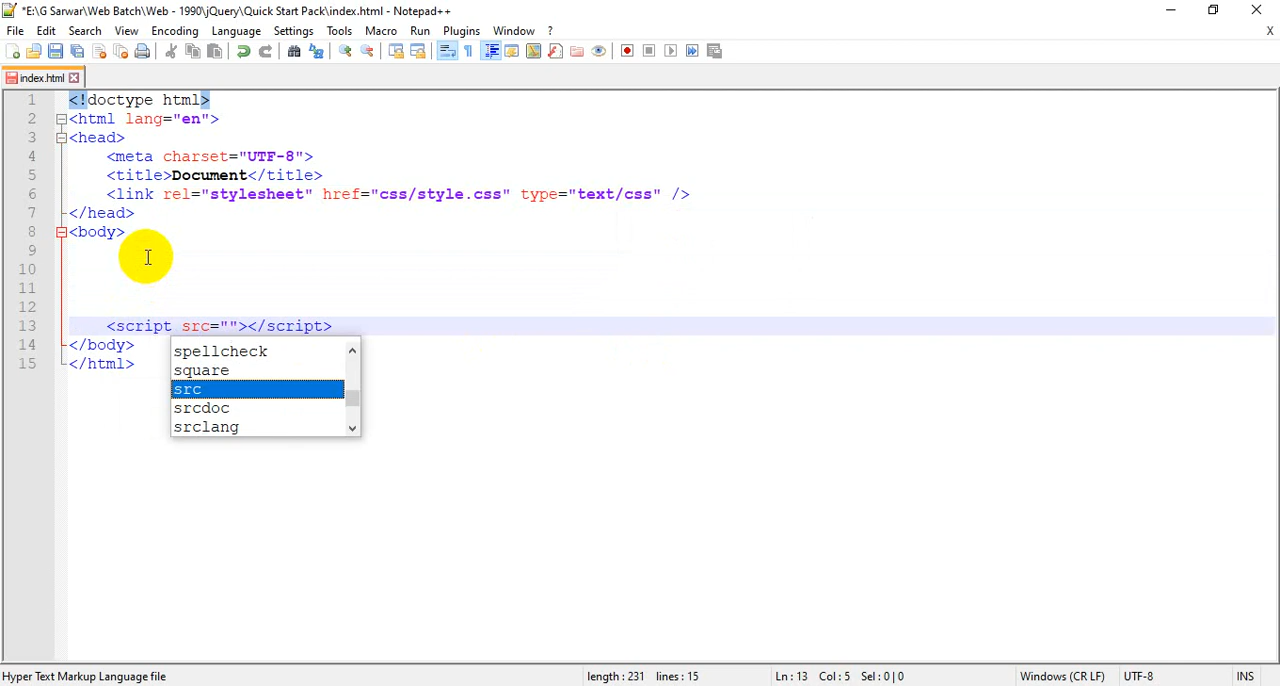 *E:\G Sarwar\Web Batch\Web - 1990\jQuery\Quick Start Pack\index.html - Notepad++
File Edit Search View Encoding Language Settings Tools Macro Run Plugins Window ? X
index.html
1 <!doctype html>
2 <html lang="en">
3 <head>
4 <meta charset="UTF-8">
5 <title>Document</title>
6 <link rel="stylesheet" href="css/style.css" type="text/css" />
7 </head>
8 <body>
9
10
11
12
13 <script src=""></script>
14 </body>
15 </html>
spellcheck
square
src
srcdoc
srclang
Hyper Text Markup Language file length : 231 lines : 15 Ln : 13 Col : 5 Sel : 0 | 0 Windows (CR LF) UTF-8 INS